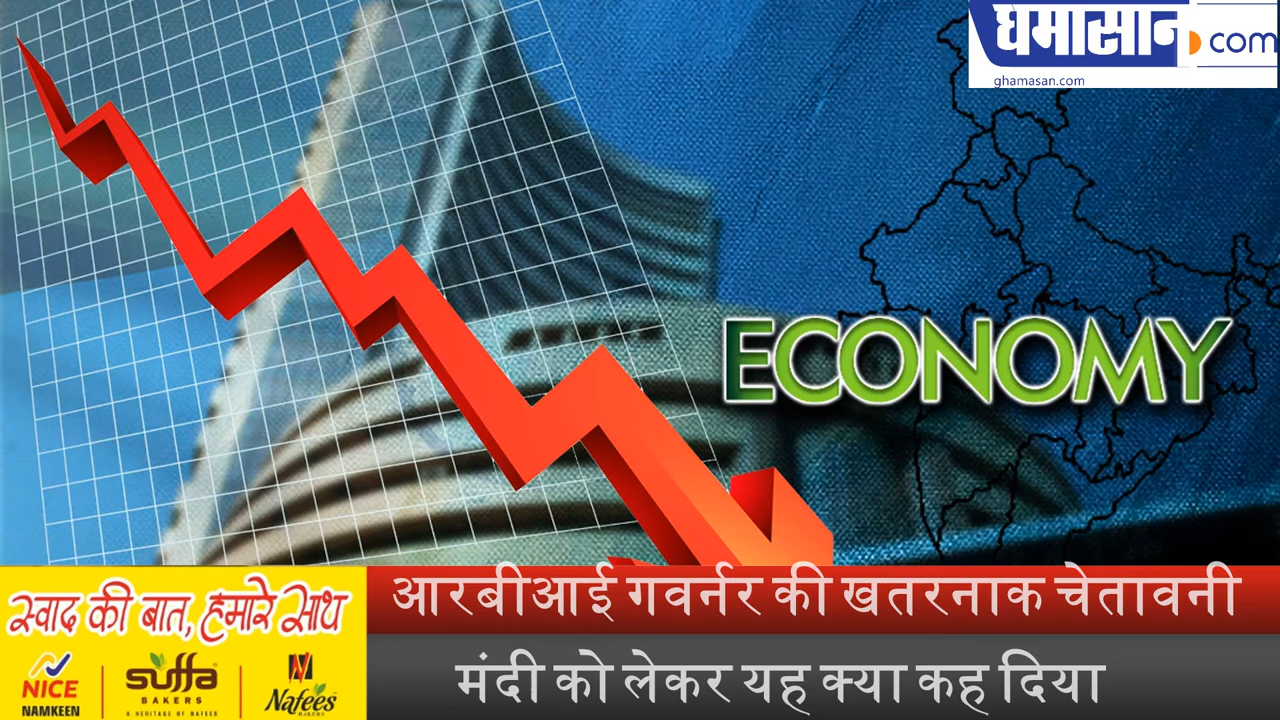 घमासान.com
ghamasan.com
ECONOMY
आरबीआई गवर्नर की खतरनाक चेतावनी
मंदी को लेकर यह क्या कह दिया
स्वाद की बात, हमारे साथ
NICE
NAMKEEN
suffa
BAKERS
A HERITAGE OF NAFEES
Nafees
BAKERS